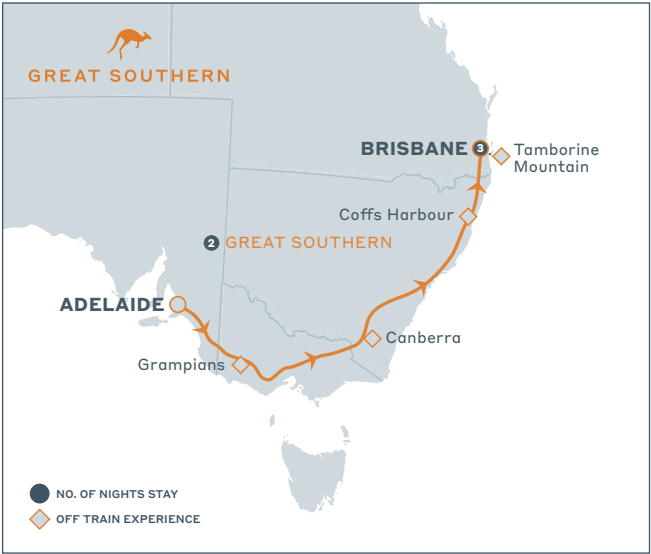 GREAT SOUTHERN
BRISBANE 3
Tamborine
Mountain
Coffs Harbour
2 GREAT SOUTHERN
ADELAIDE
Canberra
Grampians
NO. OF NIGHTS STAY
OFF TRAIN EXPERIENCE